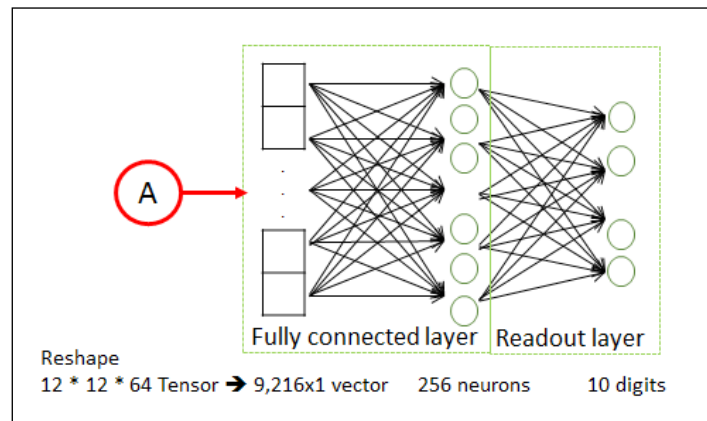 A
Fully connected layer
Readout layer
Reshape
12 * 12 * 64 Tensor ➔ 9,216x1 vector
256 neurons
10 digits